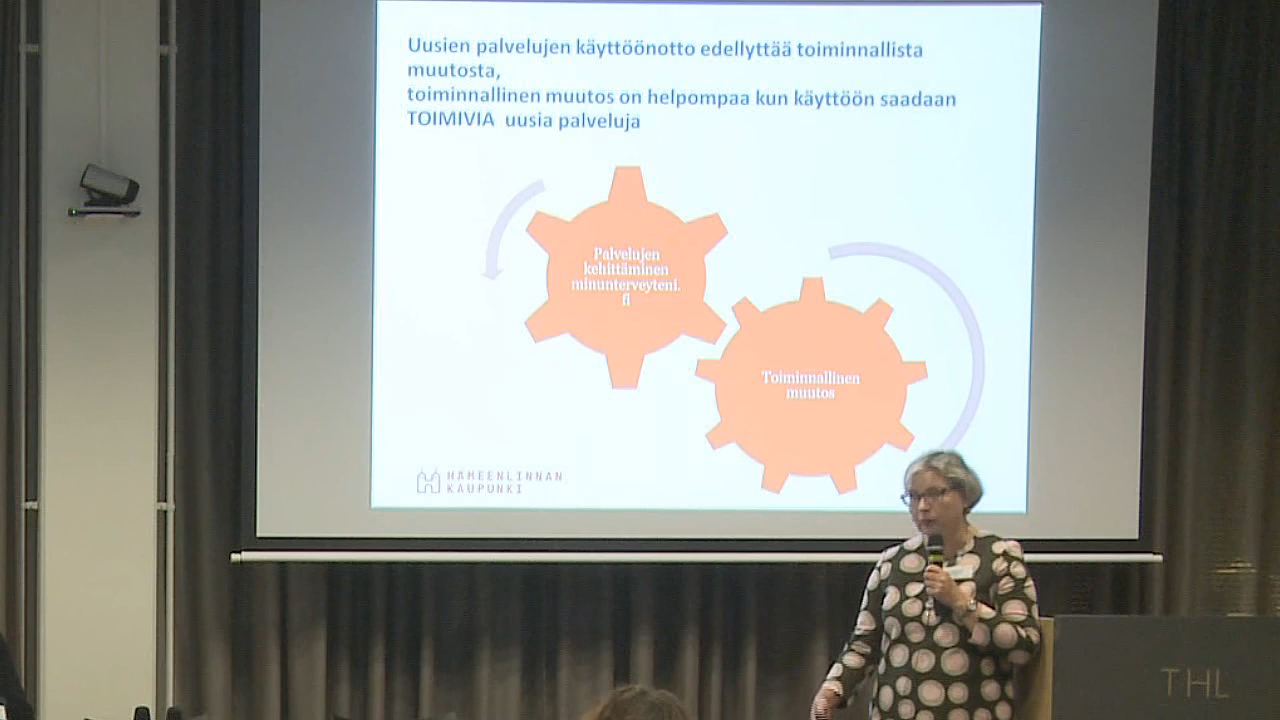 Uusien palvelujen käyttöönotto edellyttää toiminnallista
muutosta,
toiminnallinen muutos on helpompaa kun käyttöön saadaan
TOIMIVIA uusia palveluja
Palvelujen
kehittäminen
minunterveyteni.
fi
Toiminnallinen
muutos
HÄMEENLINNAN
KAUPUNKI
THL